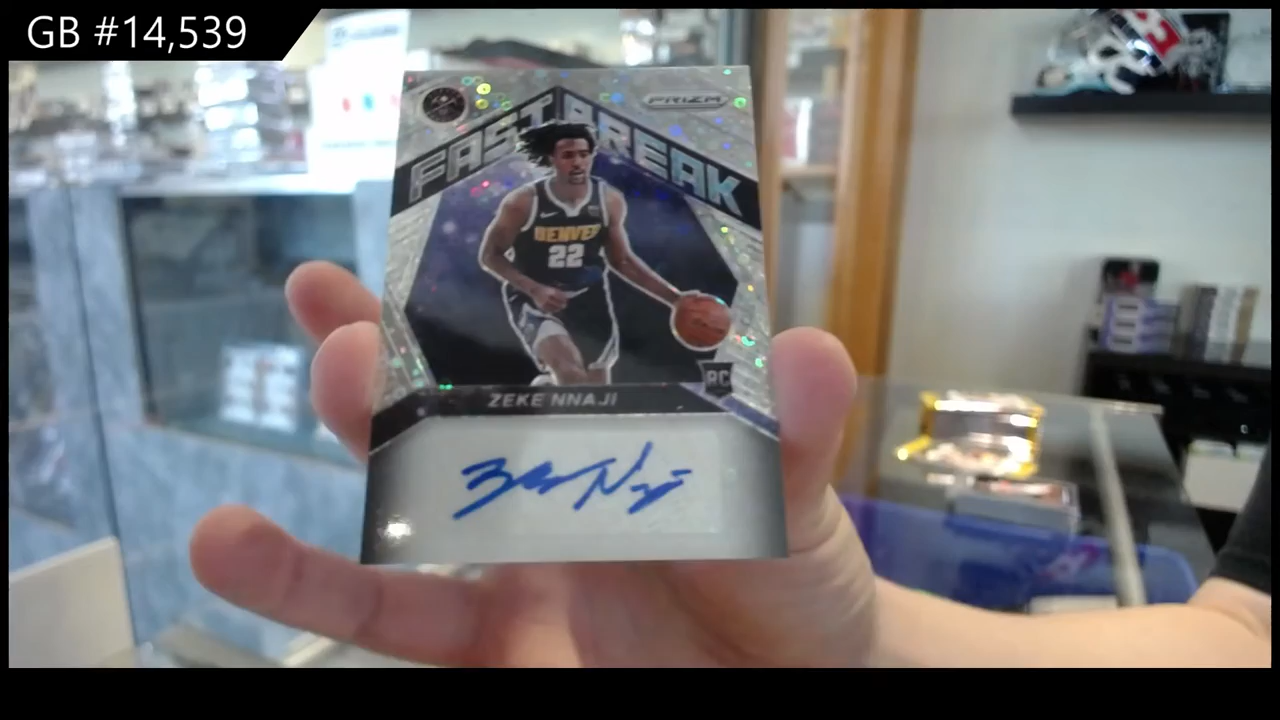 GB #14,539
PRIZM
FAST BREAK
DENVER
22
RC
ZEKE NNAJI